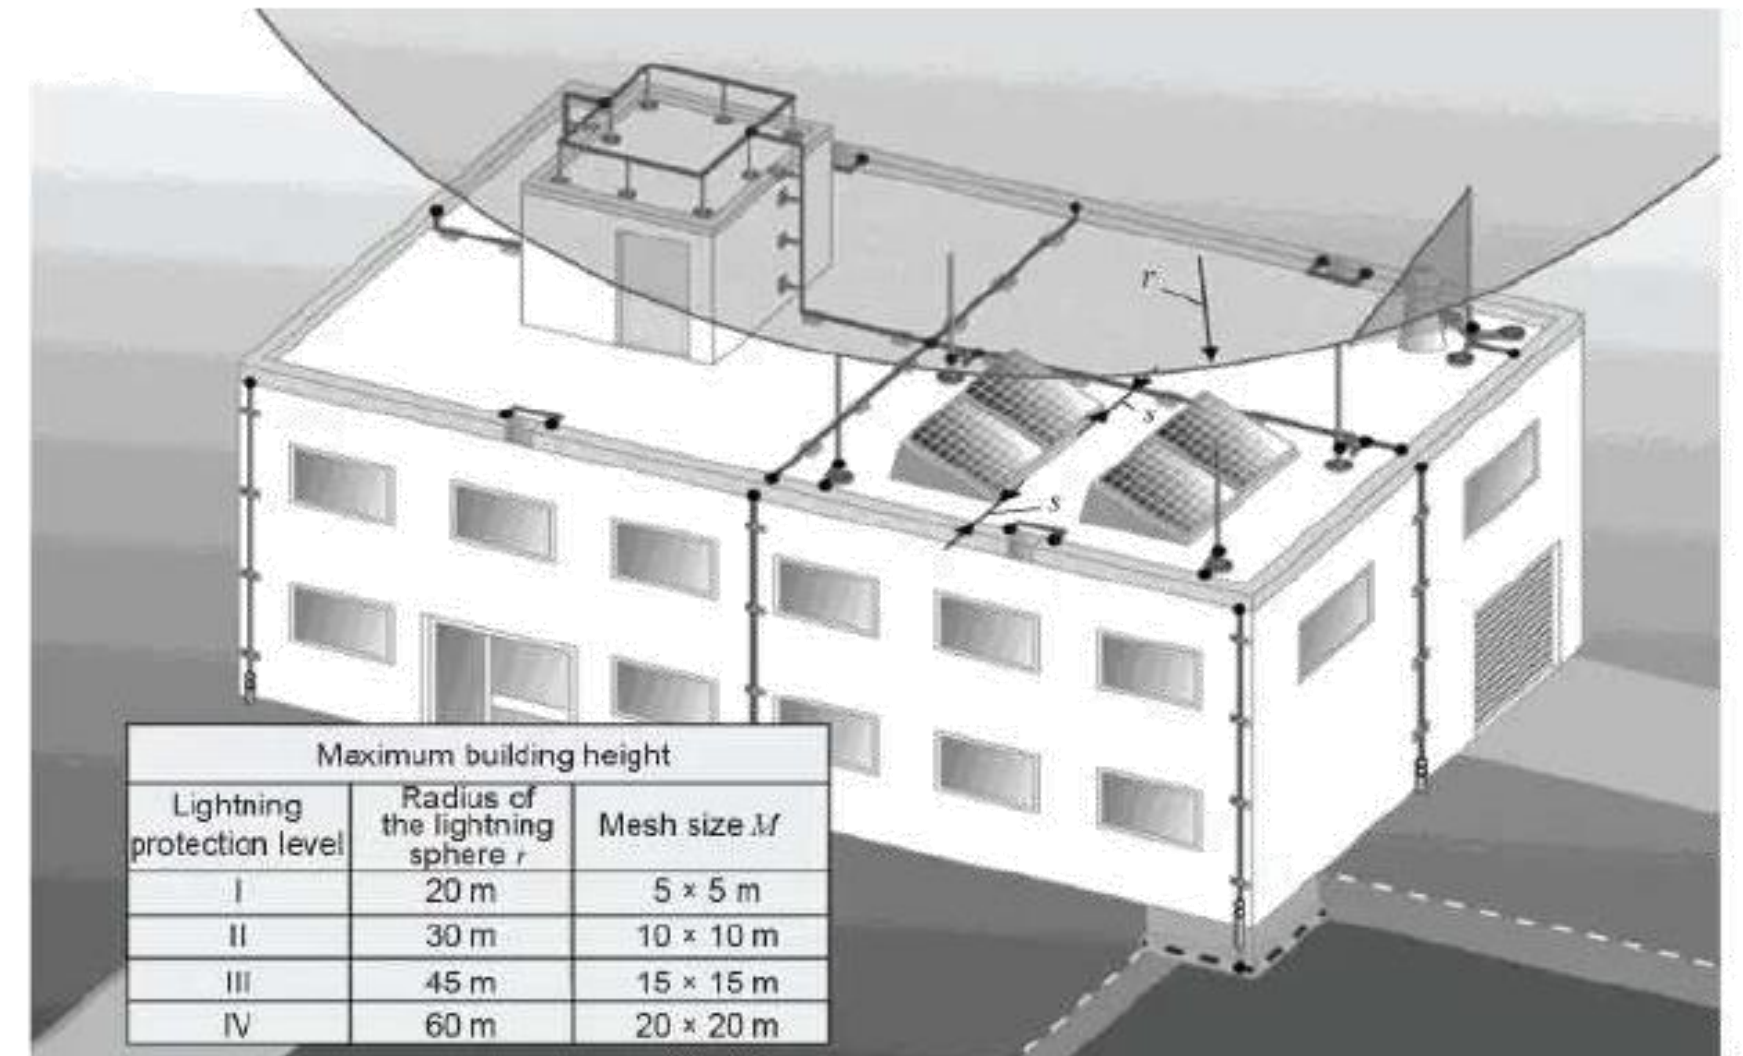 r
s
s
Maximum building height
Lightning
protection level
Radius of
the lightning
sphere r
Mesh size M
I
20 m
5 × 5 m
II
30 m
10 × 10 m
III
45 m
15 × 15 m
IV
60 m
20 × 20 m